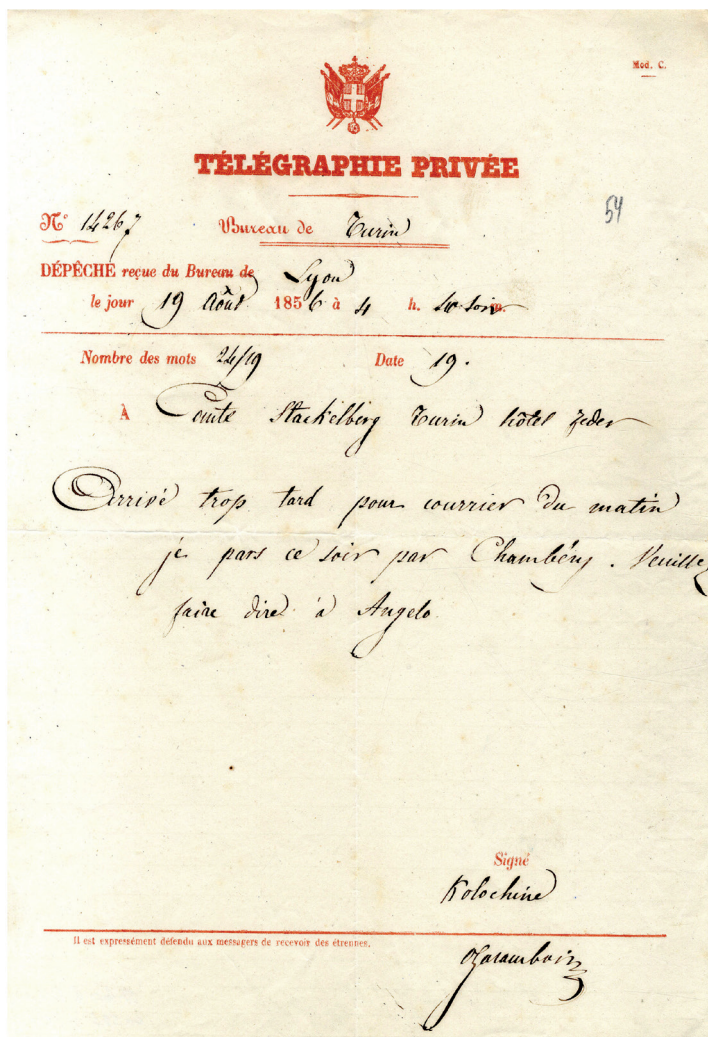 Mod. C.
TÉLÉGRAPHIE PRIVÉE
54
N° 14267 Bureau de Turin
DÉPÊCHE reçue du Bureau de Lyon
le jour 19 Août 1856 à 4 h. soir
Nombre des mots 24/19 Date 19.
À Comte Stackelberg Turin hôtel feder
Arrivé trop tard pour courrier du matin
je pars ce soir par Chambéry. Veuillez
faire dire à Angelo
Signé
Kolochine
Il est expressément défendu aux messagers de recevoir des étrennes.